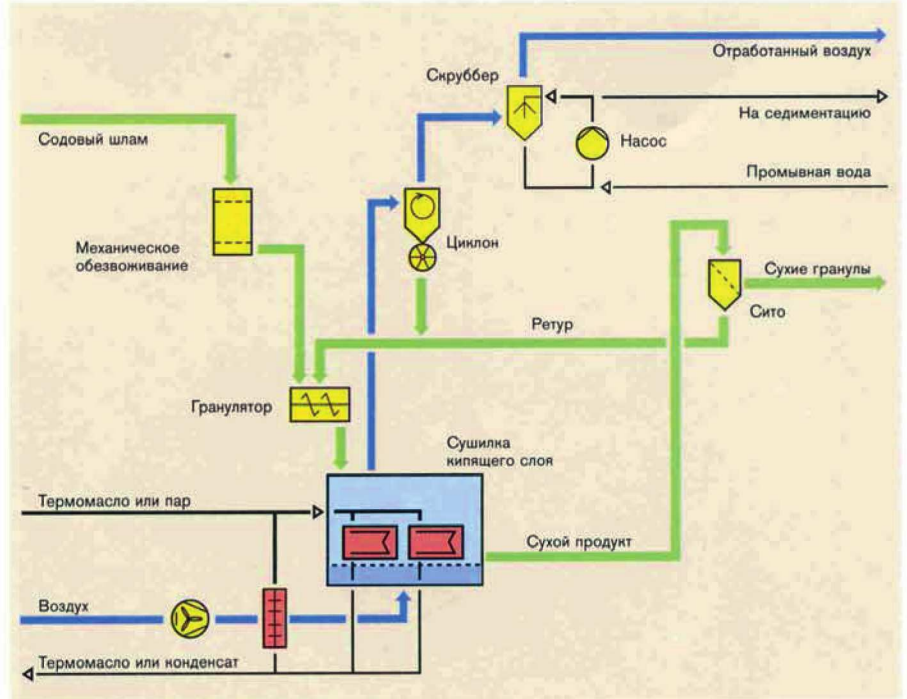 Отработанный воздух
Скруббер
На седиментацию
Содовый шлам
Насос
Промывная вода
Механическое
обезвоживание
Циклон
Сухие гранулы
Сито
Ретур
Гранулятор
Сушилка
кипящего слоя
Термомасло или пар
Сухой продукт
Воздух
Термомасло или конденсат